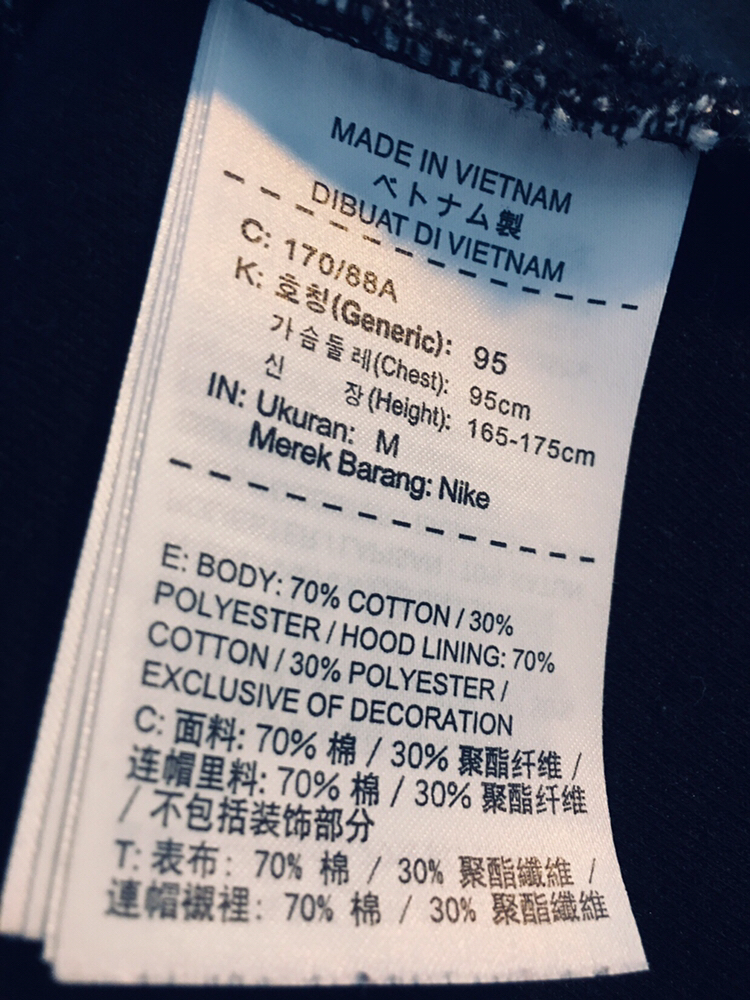 MADE IN VIETNAM
ベトナム製
DIBUAT DI VIETNAM
C: 170/88A
K: 호칭(Generic): 95
가슴둘레(Chest): 95cm
신 장(Height): 165-175cm
IN: Ukuran: M
Merek Barang: Nike
E: BODY: 70% COTTON / 30%
POLYESTER / HOOD LINING: 70%
COTTON / 30% POLYESTER /
EXCLUSIVE OF DECORATION
C: 面料: 70% 棉 / 30% 聚酯纤维 /
连帽里料: 70% 棉 / 30% 聚酯纤维
/ 不包括装饰部分
T: 表布: 70% 棉 / 30% 聚酯纖維 /
連帽襯裡: 70% 棉 / 30% 聚酯纖維